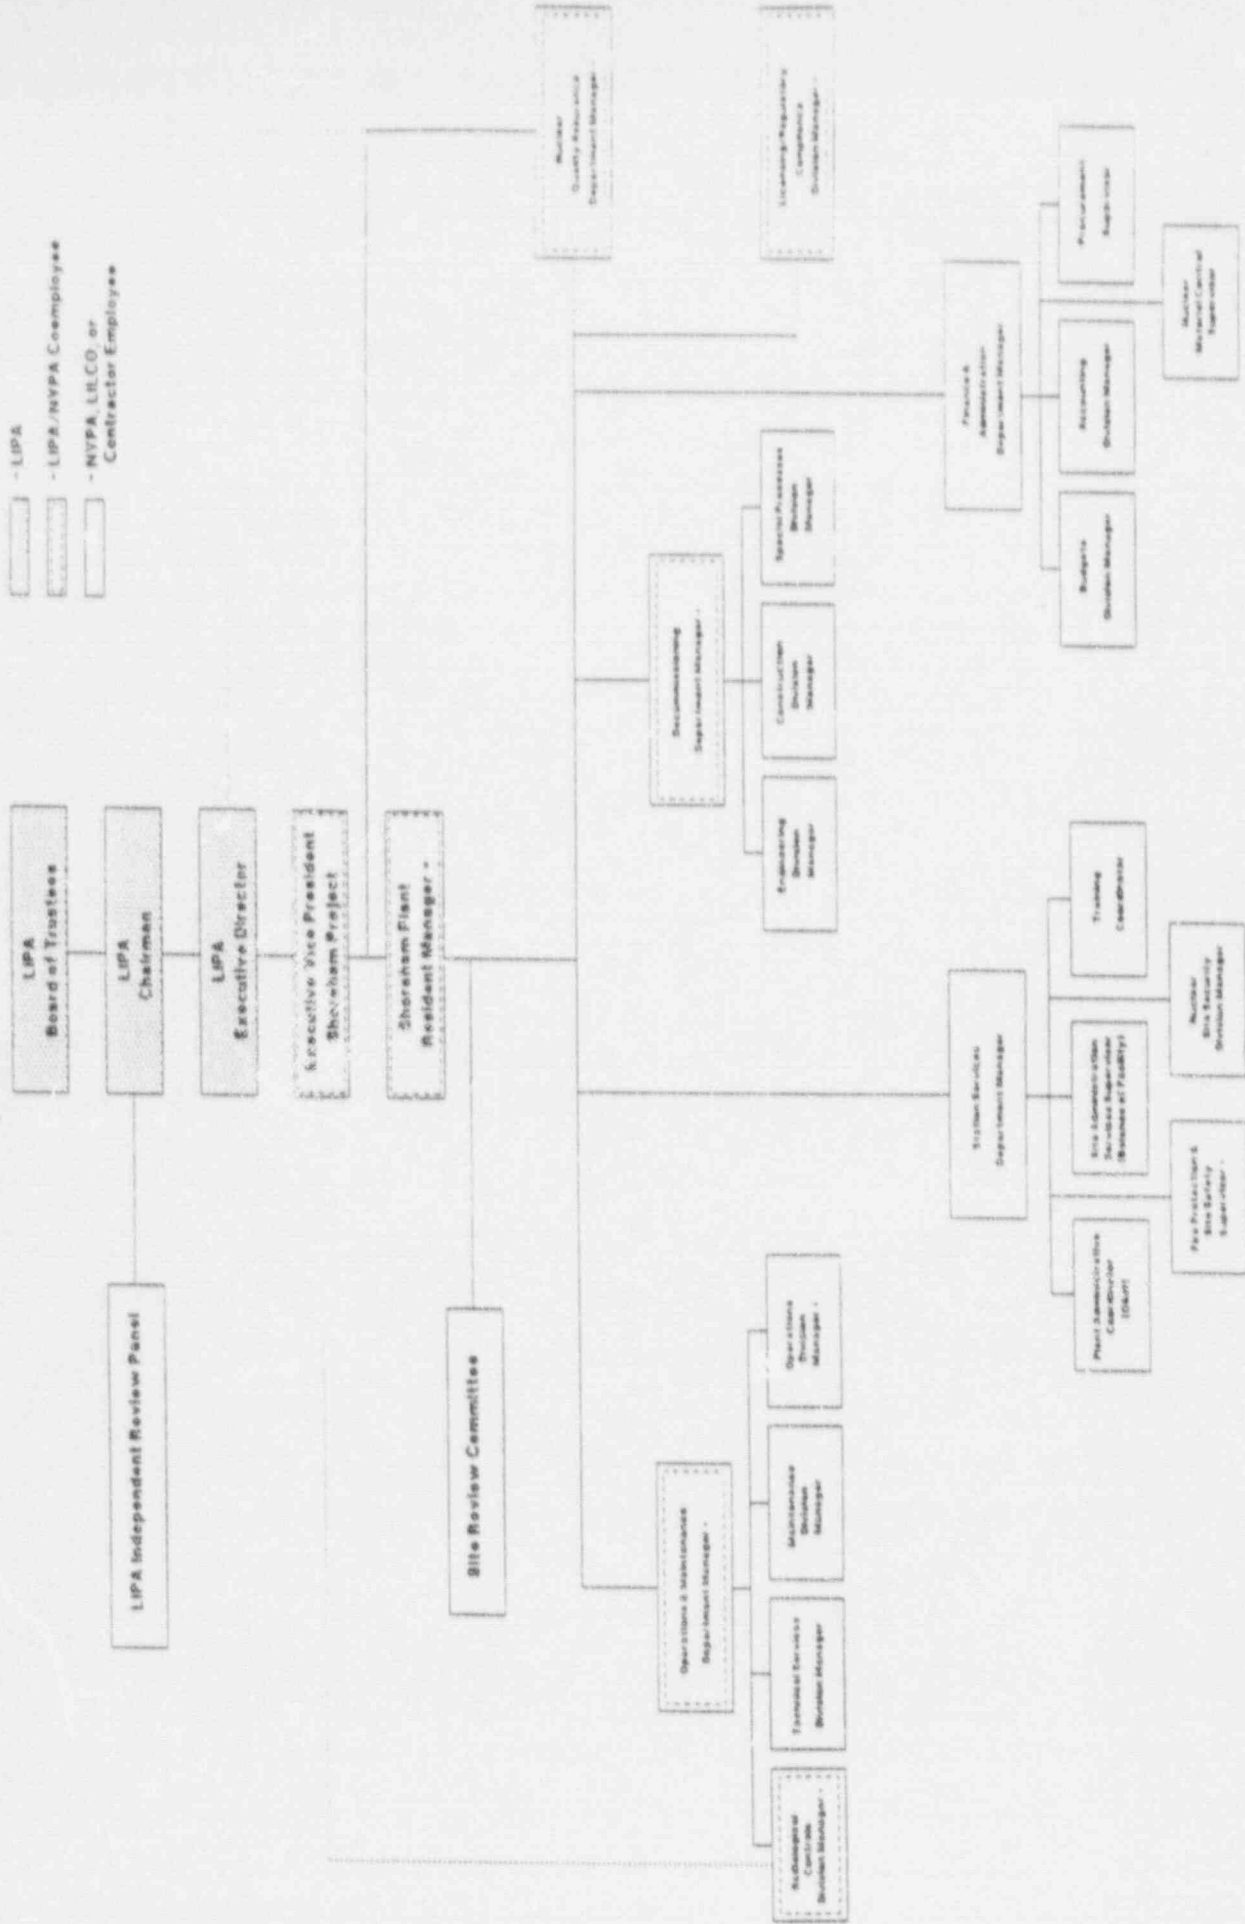 - LIPA
- LIPA/NYPA Coemployee
- NYPA, LILCO, or
Contractor Employee
LIPA
Board of Trustees
LIPA
Chairman
LIPA
Executive Director
Executive Vice President
Shoreham Project
Shoreham Plant
Resident Manager -
LIPA Independent Review Panel
Site Review Committee
Nuclear
Quality Assurance
Department Manager -
Licensing/Regulatory
Compliance
Division Manager -
Operations & Maintenance
Department Manager -
Radiological
Controls
Division Manager -
Technical Services
Division Manager
Maintenance
Division
Manager
Operations
Division
Manager -
Decommissioning
Department Manager -
Engineering
Division
Manager
Construction
Division
Manager
Special Processes
Division
Manager
Station Services
Department Manager
Plant Administrative
Coordinator
Site Administration
Services Supervisor
(Balance of Facility)
Training
Coordinator
Fire Protection &
Site Safety
Supervisor -
Nuclear
Site Security
Division Manager
Finance &
Administration
Department Manager
Budgets
Division Manager
Accounting
Division Manager
Procurement
Supervisor
Nuclear
Material Control
Supervisor